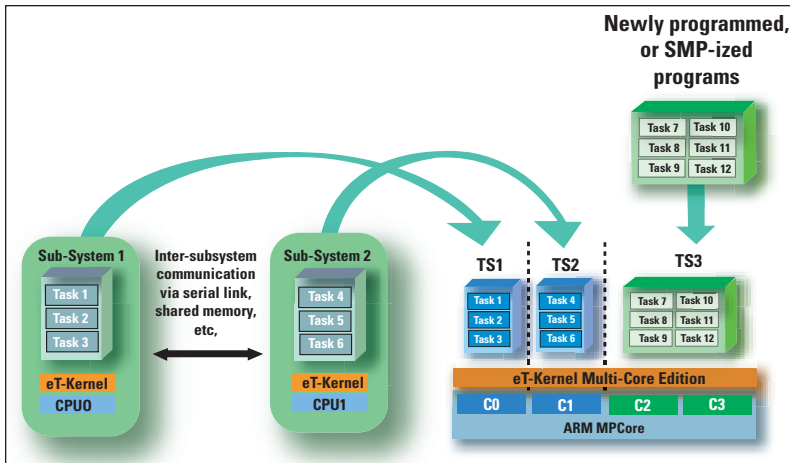 Newly programmed,
or SMP-ized
programs
Task 7
Task 10
Task 8
Task 11
Task 9
Task 12
Sub-System 1
Task 1
Task 2
Task 3
eT-Kernel
CPU0
Inter-subsystem
communication
via serial link,
shared memory,
etc,
Sub-System 2
Task 4
Task 5
Task 6
eT-Kernel
CPU1
TS1
TS2
TS3
Task 1
Task 2
Task 3
Task 4
Task 5
Task 6
Task 7
Task 10
Task 8
Task 11
Task 9
Task 12
eT-Kernel Multi-Core Edition
C0
C1
C2
C3
ARM MPCore